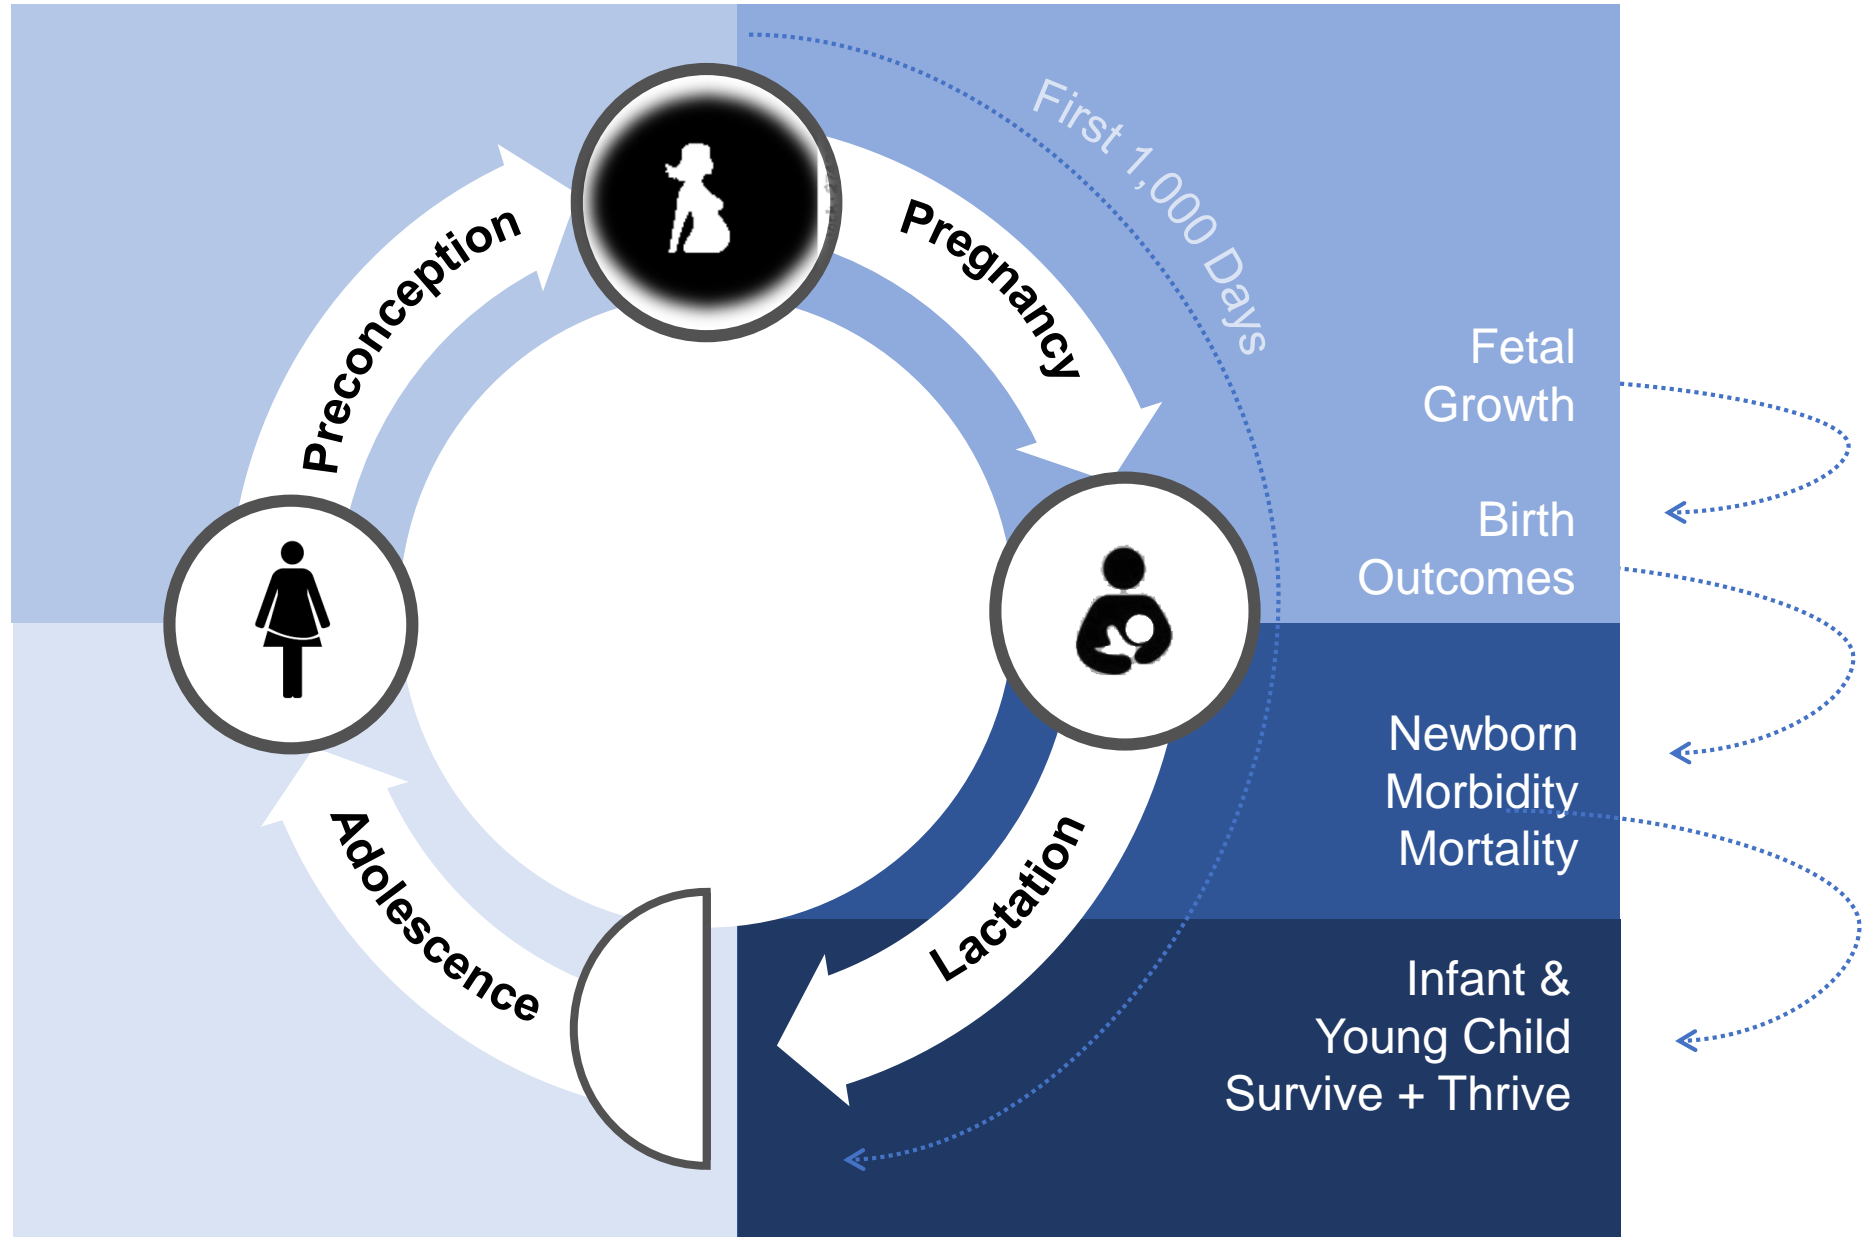 First 1,000 Days
Preconception
Pregnancy
Fetal
Growth
Birth
Outcomes
Newborn
Morbidity
Mortality
Adolescence
Lactation
Infant &
Young Child
Survive + Thrive